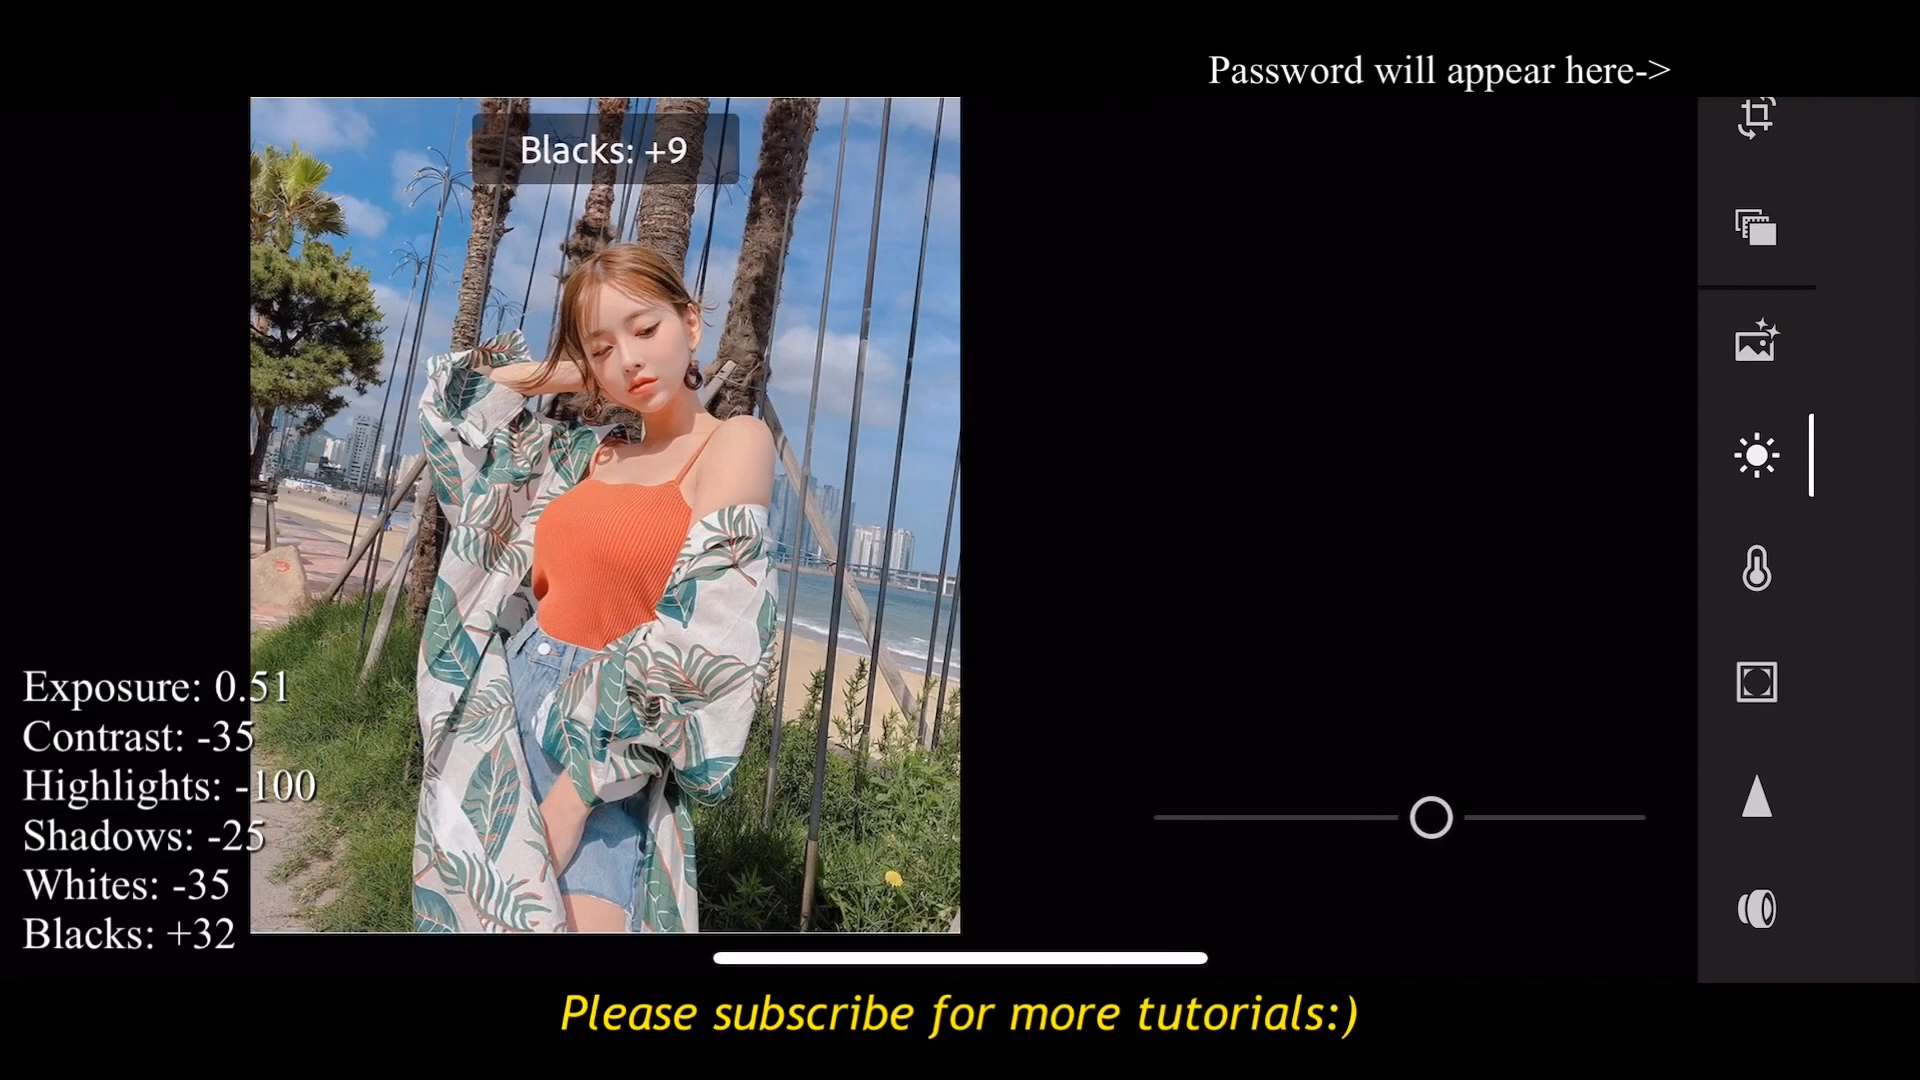 Password will appear here->
Blacks: +9
Exposure: 0.51
Contrast: -35
Highlights: -100
Shadows: -25
Whites: -35
Blacks: +32
Please subscribe for more tutorials:)